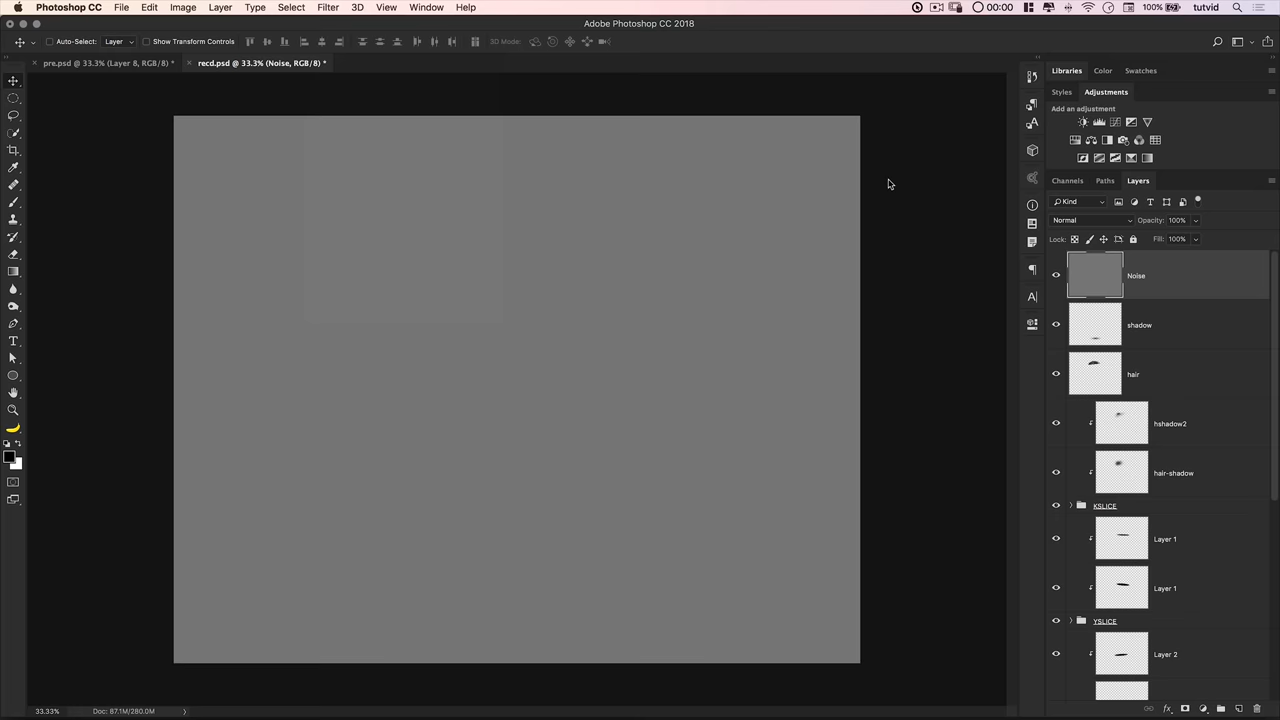 Photoshop CC File Edit Image Layer Type Select Filter 3D View Window Help 00:00 100% tutvid
Adobe Photoshop CC 2018
Auto-Select: Layer Show Transform Controls 3D Mode:
pre.psd @ 33.3% (Layer 8, RGB/8) * recd.psd @ 33.3% (Noise, RGB/8) *
Libraries Color Swatches
Styles Adjustments
Add an adjustment
Channels Paths Layers
Kind
Normal Opacity: 100%
Lock: Fill: 100%
Noise
shadow
hair
hshadow2
hair-shadow
KSLICE
Layer 1
Layer 1
YSLICE
Layer 2
33.33% Doc: 87.1M/280.0M